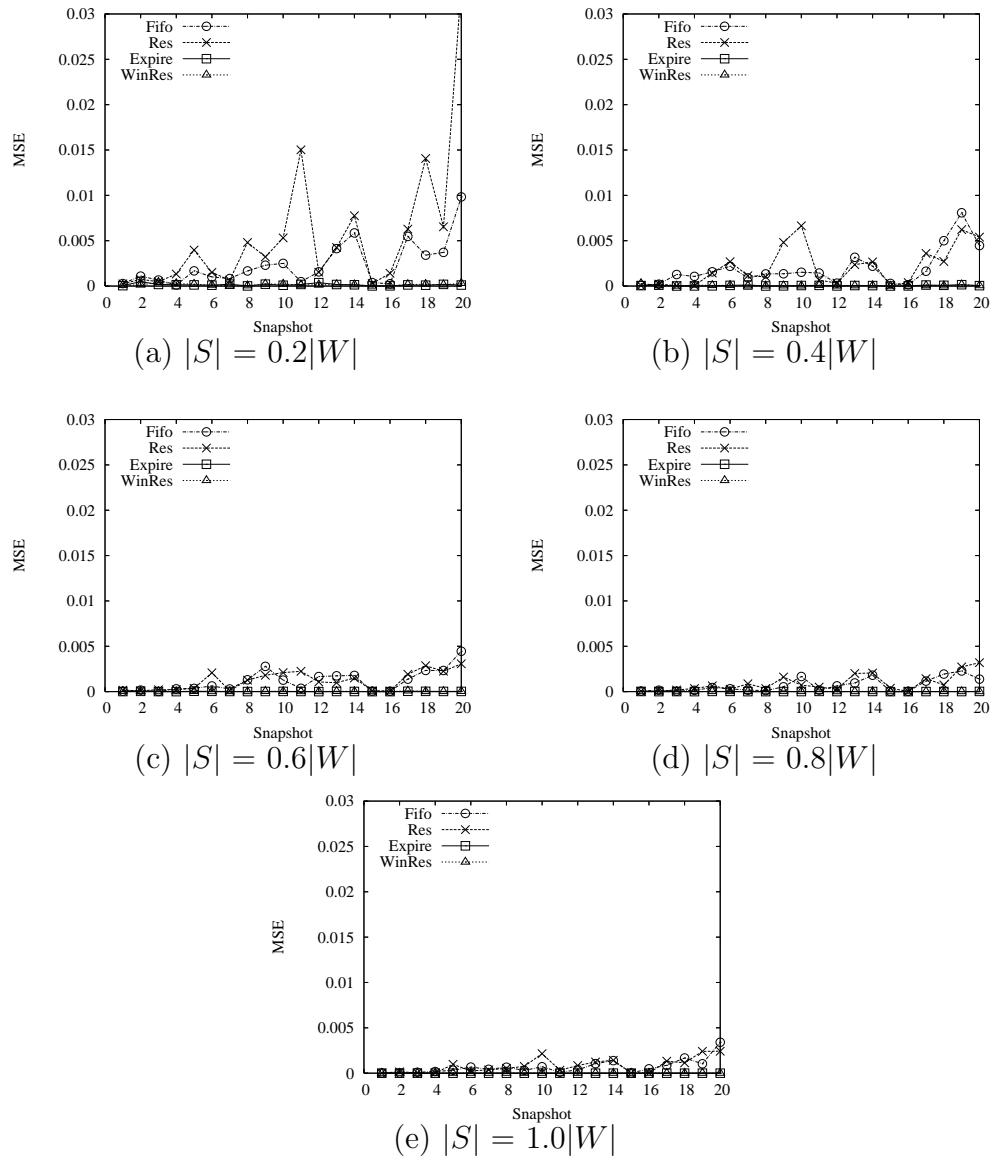 0.03
0.025
0.02
0.015
0.01
0.005
0
MSE
Fifo
Res
Expire
WinRes
0 2 4 6 8 10 12 14 16 18 20
Snapshot
(a) |S| = 0.2|W|
0.03
0.025
0.02
0.015
0.01
0.005
0
MSE
Fifo
Res
Expire
WinRes
0 2 4 6 8 10 12 14 16 18 20
Snapshot
(b) |S| = 0.4|W|
0.03
0.025
0.02
0.015
0.01
0.005
0
MSE
Fifo
Res
Expire
WinRes
0 2 4 6 8 10 12 14 16 18 20
Snapshot
(c) |S| = 0.6|W|
0.03
0.025
0.02
0.015
0.01
0.005
0
MSE
Fifo
Res
Expire
WinRes
0 2 4 6 8 10 12 14 16 18 20
Snapshot
(d) |S| = 0.8|W|
0.03
0.025
0.02
0.015
0.01
0.005
0
MSE
Fifo
Res
Expire
WinRes
0 2 4 6 8 10 12 14 16 18 20
Snapshot
(e) |S| = 1.0|W|